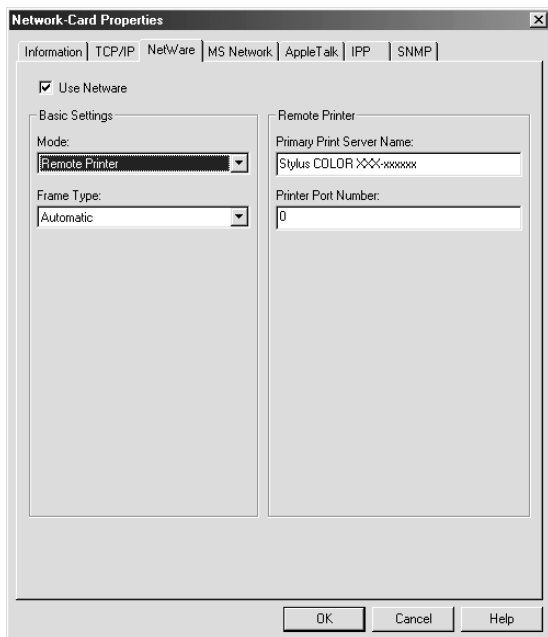 Network-Card Properties
Information TCP/IP NetWare MS Network AppleTalk IPP SNMP
Use Netware
Basic Settings
Mode:
Remote Printer
Frame Type:
Automatic
Remote Printer
Primary Print Server Name:
Stylus COLOR XXX-xxxxxx
Printer Port Number:
0
OK Cancel Help